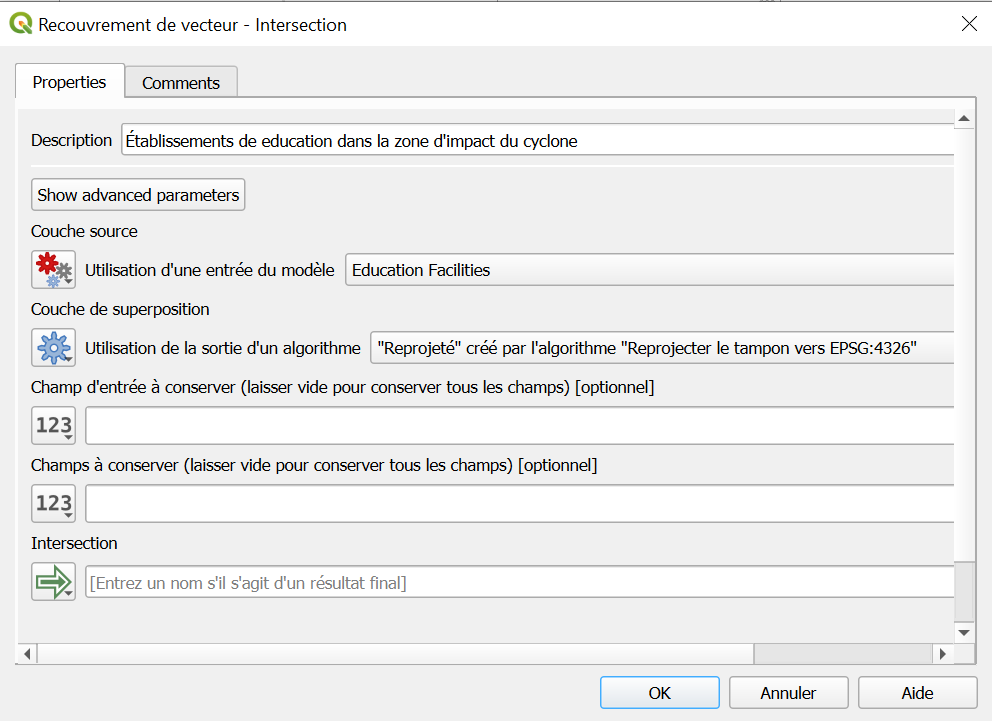 Recouvrement de vecteur - Intersection
Properties
Comments
Description
Établissements de education dans la zone d'impact du cyclone
Show advanced parameters
Couche source
Utilisation d'une entrée du modèle
Education Facilities
Couche de superposition
Utilisation de la sortie d'un algorithme
"Reprojeté" créé par l'algorithme "Reprojecter le tampon vers EPSG:4326"
Champ d'entrée à conserver (laisser vide pour conserver tous les champs) [optionnel]
123
Champs à conserver (laisser vide pour conserver tous les champs) [optionnel]
123
Intersection
[Entrez un nom s'il s'agit d'un résultat final]
OK
Annuler
Aide